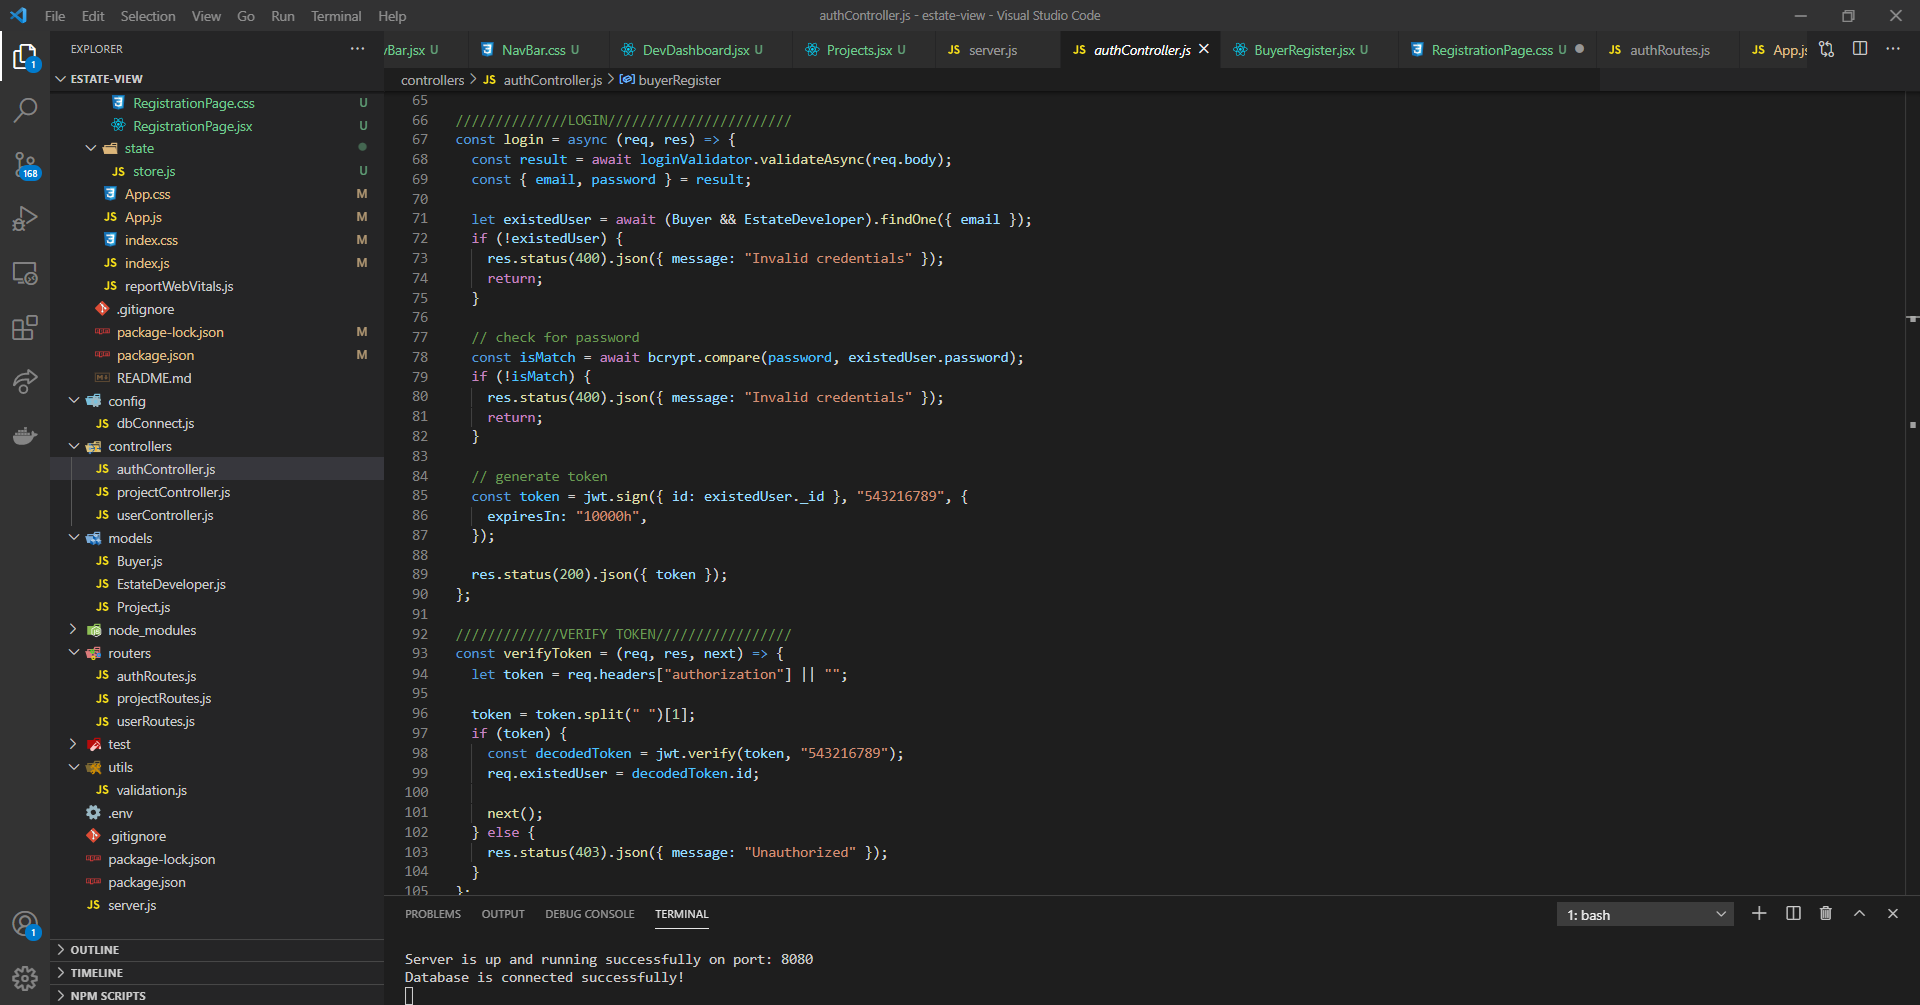 File Edit Selection View Go Run Terminal Help
authController.js - estate-view - Visual Studio Code
EXPLORER
1
168
1
ESTATE-VIEW
RegistrationPage.css U
RegistrationPage.jsx U
state
store.js U
App.css M
App.js M
index.css M
index.js M
reportWebVitals.js
.gitignore
package-lock.json M
package.json M
README.md
config
dbConnect.js
controllers
authController.js
projectController.js
userController.js
models
Buyer.js
EstateDeveloper.js
Project.js
node_modules
routers
authRoutes.js
projectRoutes.js
userRoutes.js
test
utils
validation.js
.env
.gitignore
package-lock.json
package.json
server.js
OUTLINE
TIMELINE
NPM SCRIPTS
vBar.jsx U NavBar.css U DevDashboard.jsx U Projects.jsx U JS server.js JS authController.js BuyerRegister.jsx U RegistrationPage.css U JS authRoutes.js JS App.js
controllers > JS authController.js > buyerRegister
65
66 //////////////LOGIN///////////////////////
67 const login = async (req, res) => {
68 const result = await loginValidator.validateAsync(req.body);
69 const { email, password } = result;
70
71 let existedUser = await (Buyer && EstateDeveloper).findOne({ email });
72 if (!existedUser) {
73 res.status(400).json({ message: "Invalid credentials" });
74 return;
75 }
76
77 // check for password
78 const isMatch = await bcrypt.compare(password, existedUser.password);
79 if (!isMatch) {
80 res.status(400).json({ message: "Invalid credentials" });
81 return;
82 }
83
84 // generate token
85 const token = jwt.sign({ id: existedUser._id }, "543216789", {
86 expiresIn: "10000h",
87 });
88
89 res.status(200).json({ token });
90 };
91
92 /////////////VERIFY TOKEN/////////////////
93 const verifyToken = (req, res, next) => {
94 let token = req.headers["authorization"] || "";
95
96 token = token.split(" ")[1];
97 if (token) {
98 const decodedToken = jwt.verify(token, "543216789");
99 req.existedUser = decodedToken.id;
100
101 next();
102 } else {
103 res.status(403).json({ message: "Unauthorized" });
104 }
105 };
PROBLEMS OUTPUT DEBUG CONSOLE TERMINAL
1: bash
Server is up and running successfully on port: 8080
Database is connected successfully!